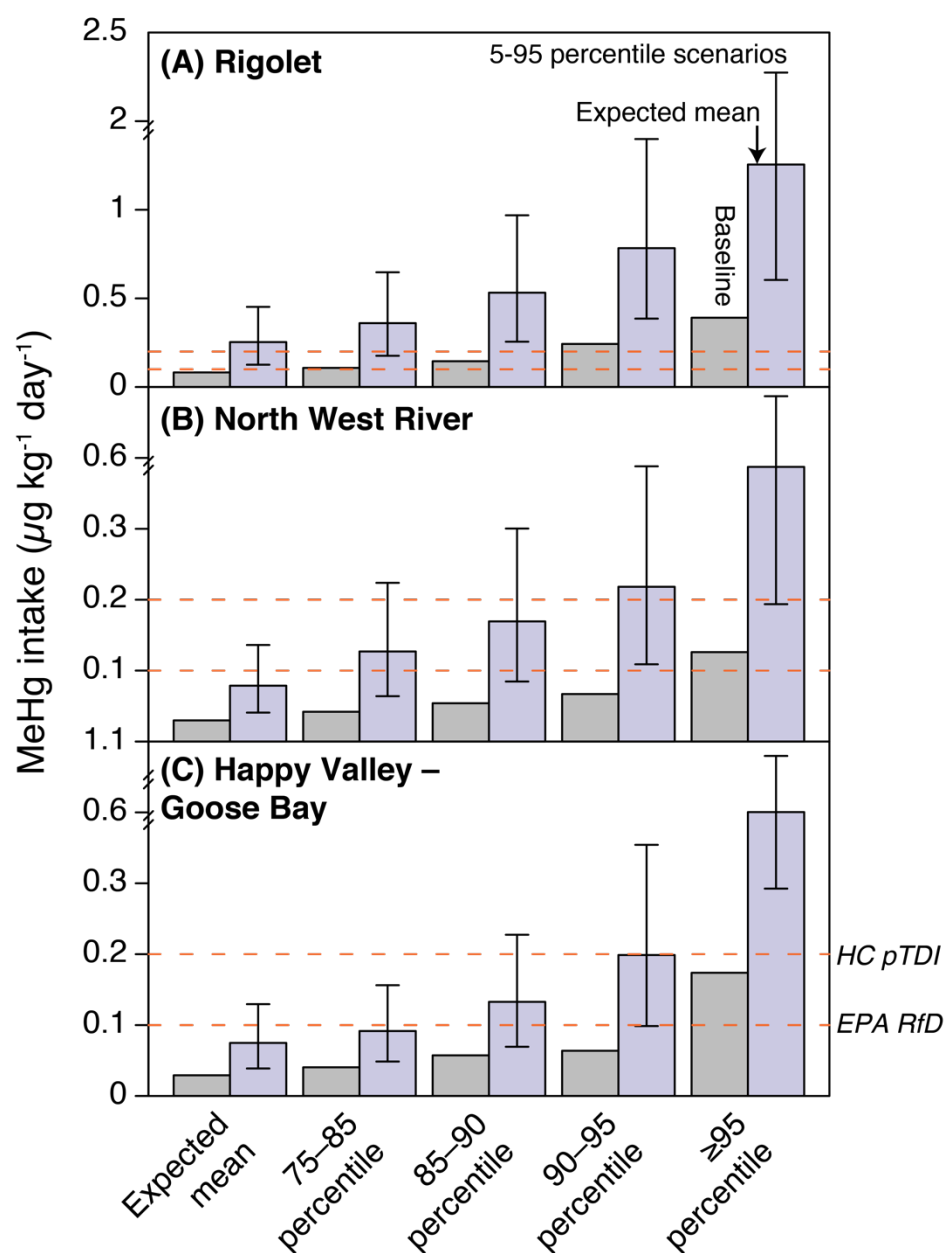 2.5
(A) Rigolet
5-95 percentile scenarios
2
Expected mean
1
Baseline
0.5
0
MeHg intake (µg kg⁻¹ day⁻¹)
(B) North West River
0.6
0.3
0.2
0.1
1.1
(C) Happy Valley –
Goose Bay
0.6
0.3
0.2
HC pTDI
0.1
EPA RfD
0
Expected
mean
75–85
percentile
85–90
percentile
90–95
percentile
≥95
percentile